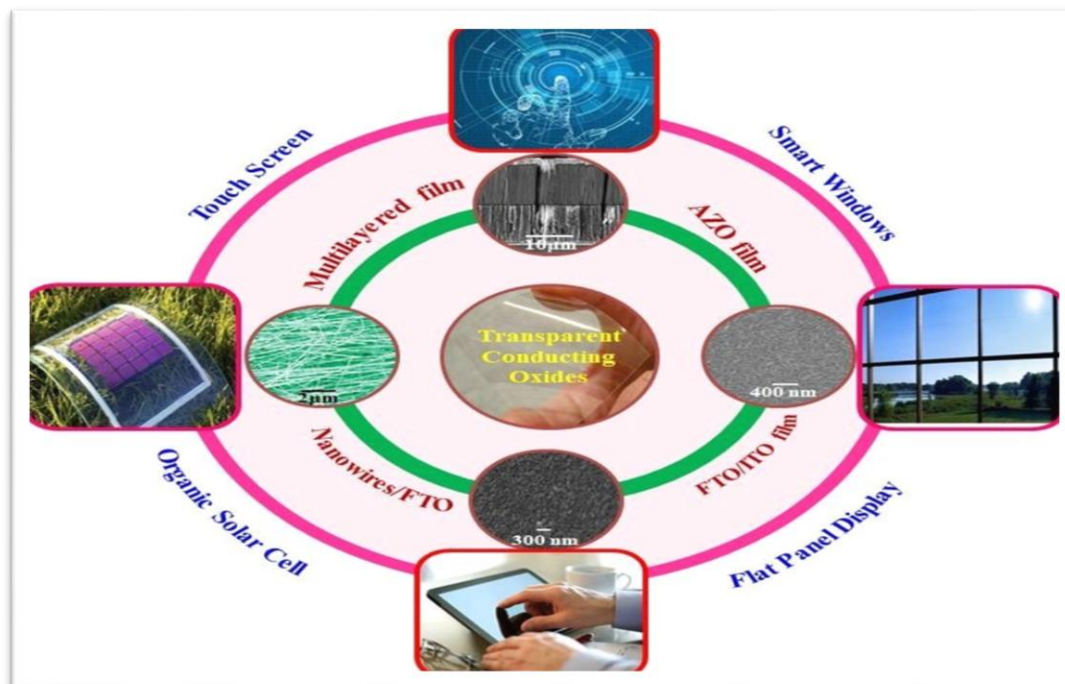 Touch Screen
Smart Windows
Multilayered film
10μm
AZO film
Transparent
Conducting
Oxides
2μm
400 nm
Nanowires/FTO
300 nm
FTO/ITO film
Organic Solar Cell
Flat Panel Display